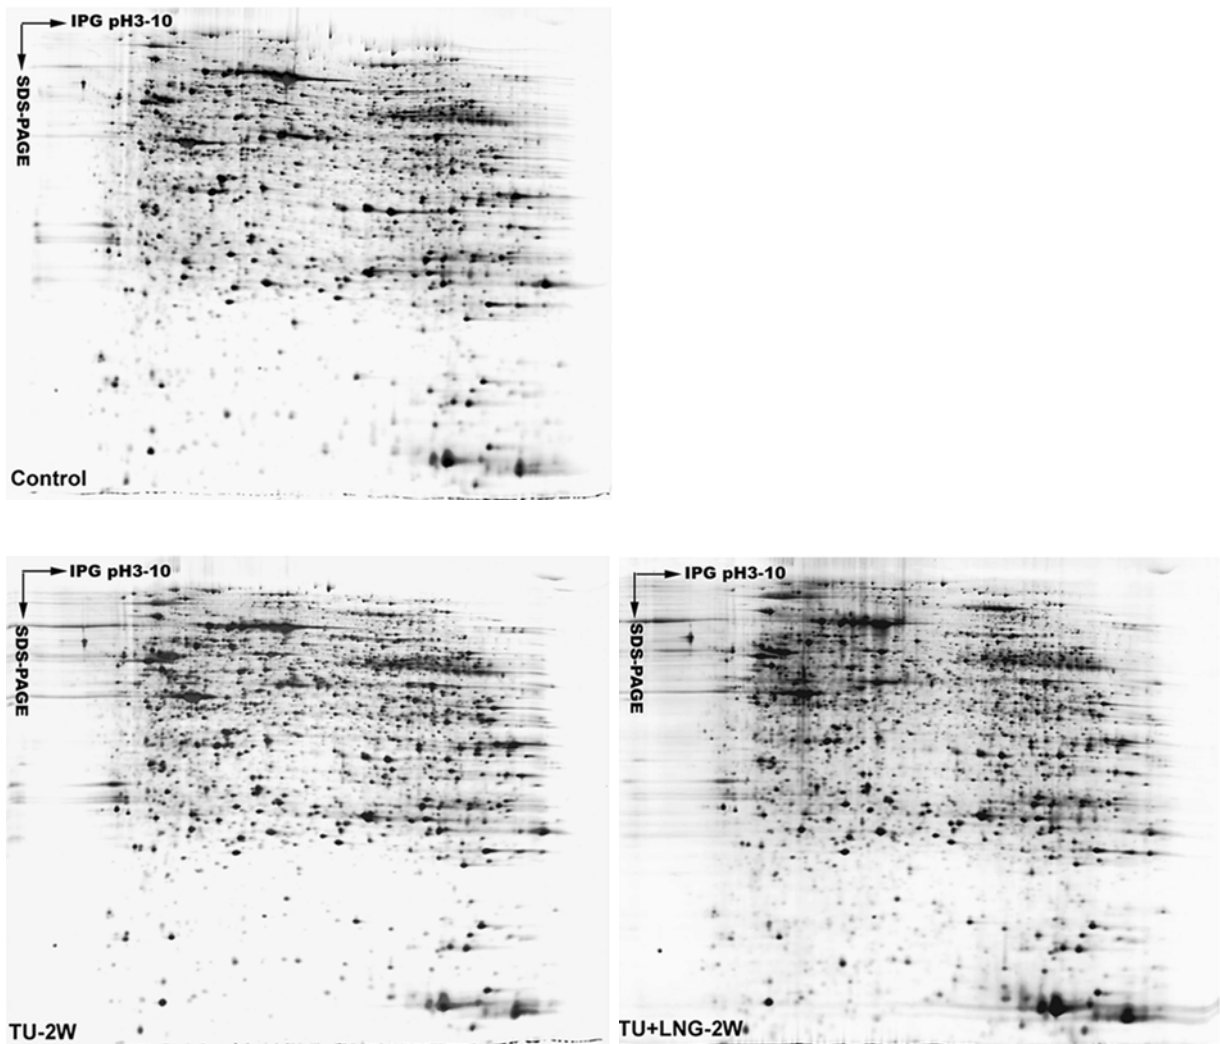 IPG pH3-10
SDS-PAGE
Control
IPG pH3-10
SDS-PAGE
TU-2W
IPG pH3-10
SDS-PAGE
TU+LNG-2W